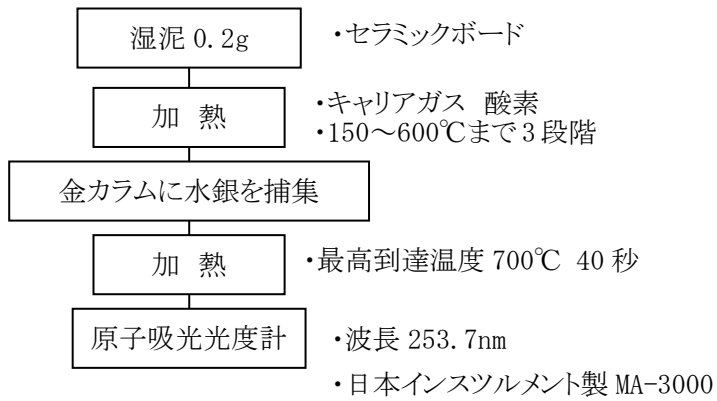 湿泥 0.2g ・セラミックボード
加 熱 ・キャリアガス 酸素
・150～600℃まで3段階
金カラムに水銀を捕集
加 熱 ・最高到達温度 700℃ 40 秒
原子吸光光度計 ・波長 253.7nm
・日本インスツルメント製 MA-3000